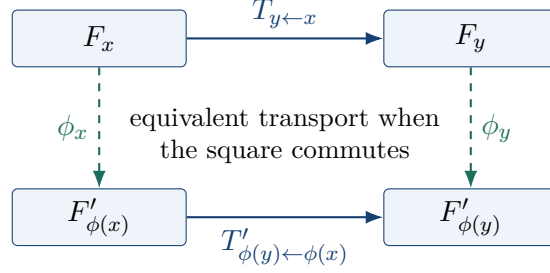 T_{y←x}
F_x
F_y
ϕ_x
equivalent transport when
the square commutes
ϕ_y
F′_{ϕ(x)}
F′_{ϕ(y)}
T′_{ϕ(y)←ϕ(x)}